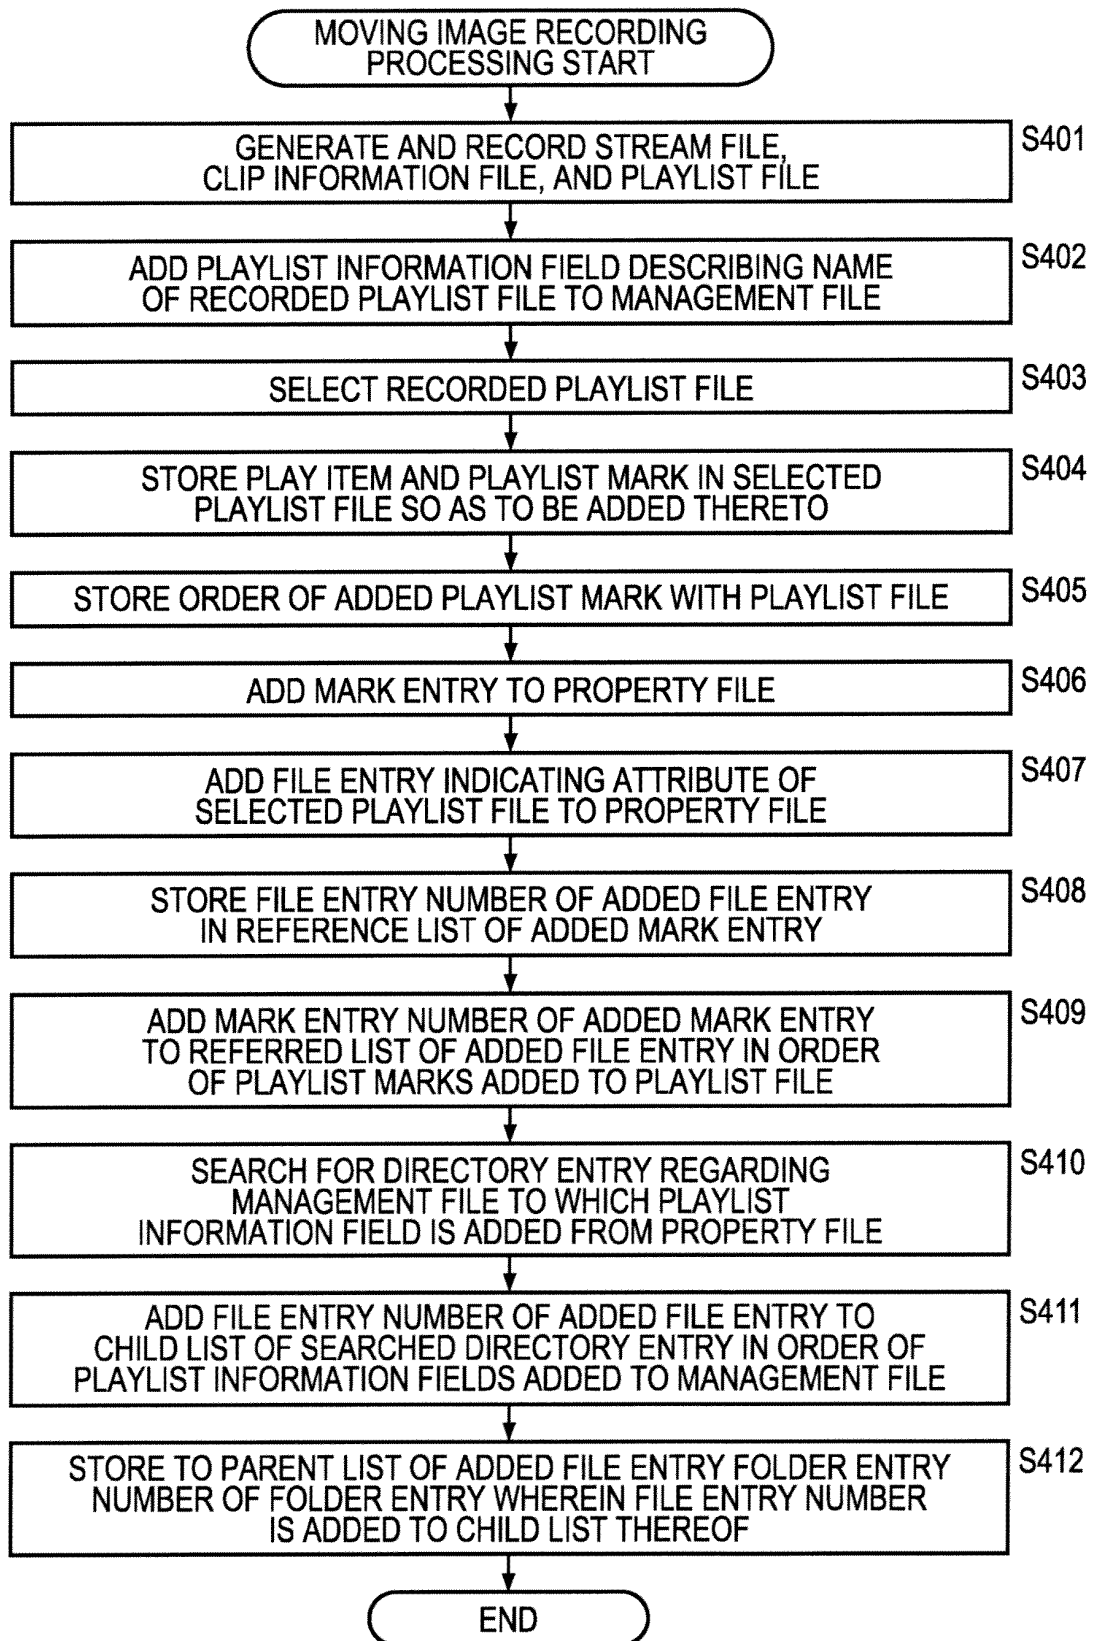 MOVING IMAGE RECORDING
PROCESSING START
GENERATE AND RECORD STREAM FILE,
CLIP INFORMATION FILE, AND PLAYLIST FILE
S401
ADD PLAYLIST INFORMATION FIELD DESCRIBING NAME
OF RECORDED PLAYLIST FILE TO MANAGEMENT FILE
S402
SELECT RECORDED PLAYLIST FILE
S403
STORE PLAY ITEM AND PLAYLIST MARK IN SELECTED
PLAYLIST FILE SO AS TO BE ADDED THERETO
S404
STORE ORDER OF ADDED PLAYLIST MARK WITH PLAYLIST FILE
S405
ADD MARK ENTRY TO PROPERTY FILE
S406
ADD FILE ENTRY INDICATING ATTRIBUTE OF
SELECTED PLAYLIST FILE TO PROPERTY FILE
S407
STORE FILE ENTRY NUMBER OF ADDED FILE ENTRY
IN REFERENCE LIST OF ADDED MARK ENTRY
S408
ADD MARK ENTRY NUMBER OF ADDED MARK ENTRY
TO REFERRED LIST OF ADDED FILE ENTRY IN ORDER
OF PLAYLIST MARKS ADDED TO PLAYLIST FILE
S409
SEARCH FOR DIRECTORY ENTRY REGARDING
MANAGEMENT FILE TO WHICH PLAYLIST
INFORMATION FIELD IS ADDED FROM PROPERTY FILE
S410
ADD FILE ENTRY NUMBER OF ADDED FILE ENTRY TO
CHILD LIST OF SEARCHED DIRECTORY ENTRY IN ORDER OF
PLAYLIST INFORMATION FIELDS ADDED TO MANAGEMENT FILE
S411
STORE TO PARENT LIST OF ADDED FILE ENTRY FOLDER ENTRY
NUMBER OF FOLDER ENTRY WHEREIN FILE ENTRY NUMBER
IS ADDED TO CHILD LIST THEREOF
S412
END